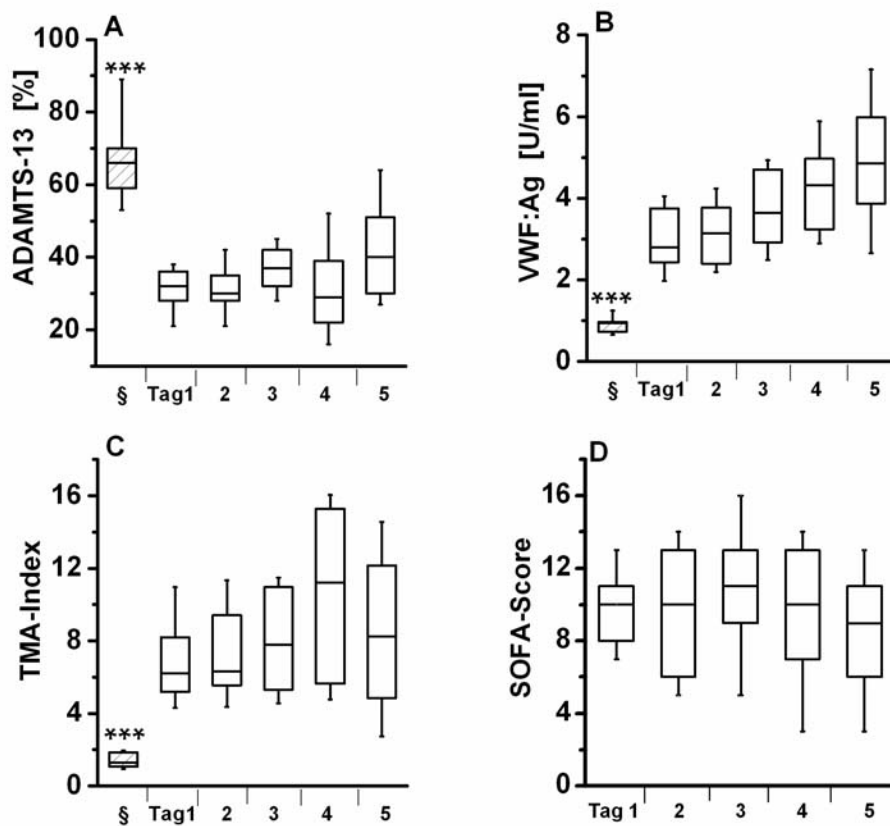 A
ADAMTS-13 [%]
100
80
60
40
20
***
§ Tag1 2 3 4 5
B
VWF:Ag [U/ml]
8
6
4
2
0
***
§ Tag1 2 3 4 5
C
TMA-Index
16
12
8
4
0
***
§ Tag1 2 3 4 5
D
SOFA-Score
16
12
8
4
0
Tag 1 2 3 4 5